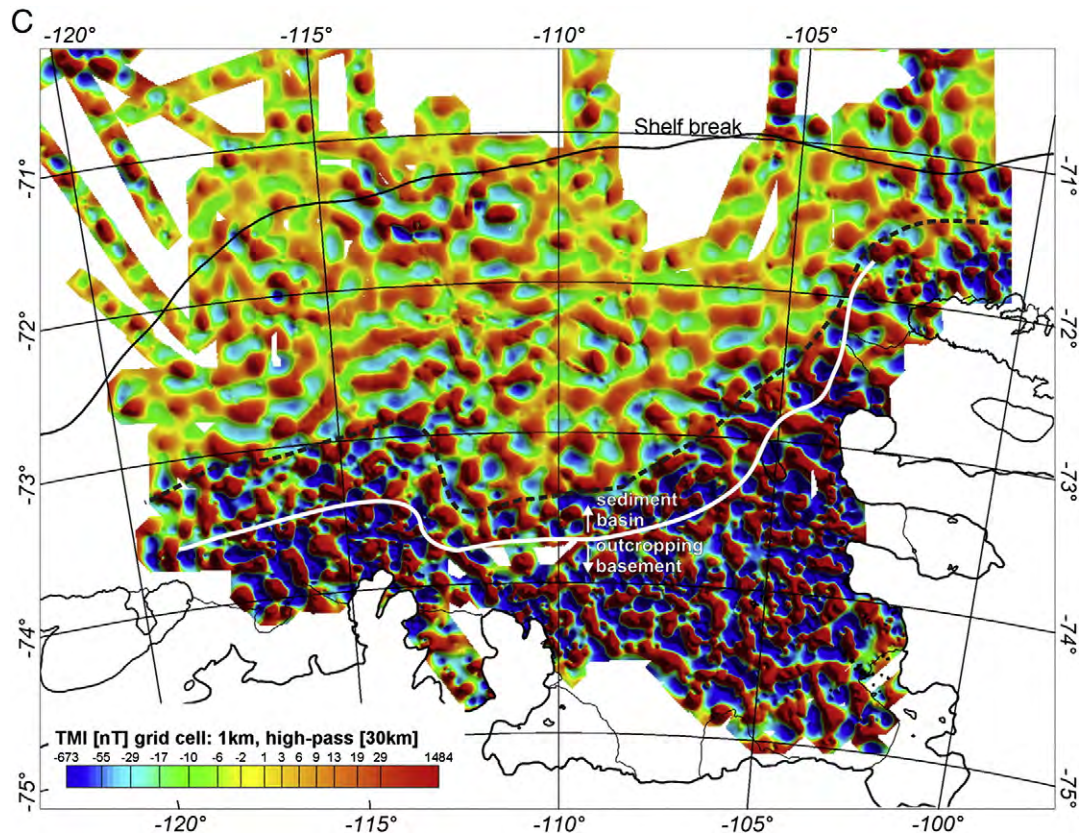 C
-120°
-115°
-110°
-105°
Shelf break
-71°
-71°
-72°
-72°
-73°
-73°
sediment
basin
outcropping
basement
-74°
-74°
TMI [nT] grid cell: 1km, high-pass [30km]
-673 -55 -29 -17 -10 -6 -2 1 3 6 9 13 19 29 1484
-75°
-75°
-120°
-115°
-110°
-105°
-100°